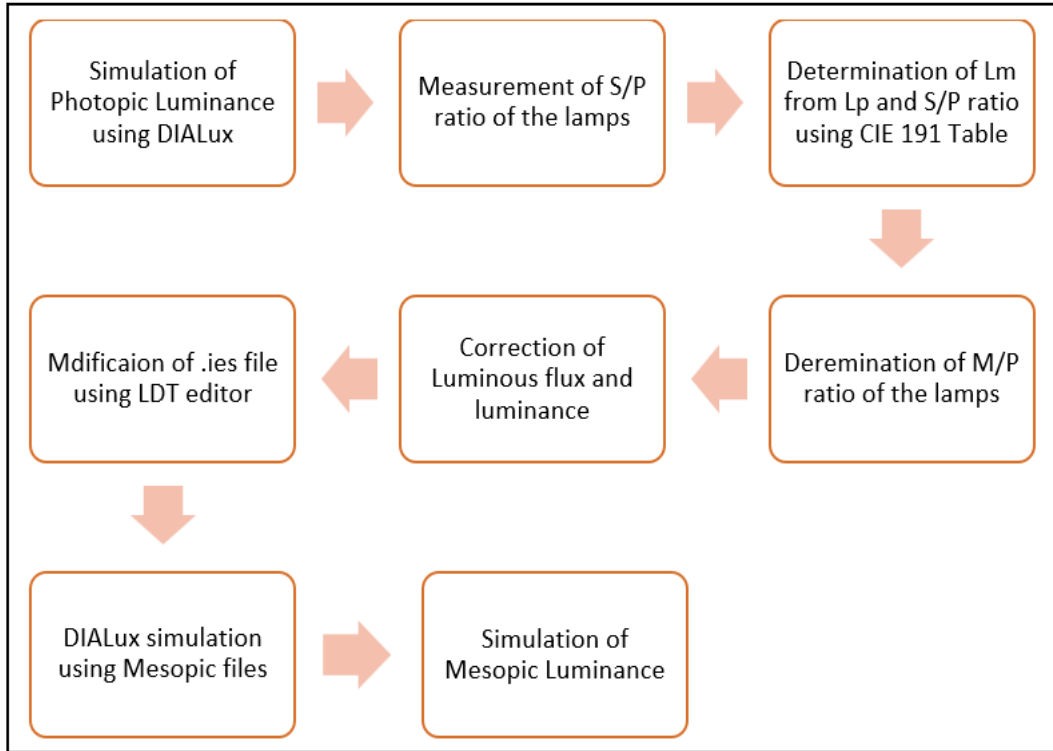 Simulation of
Photopic Luminance
using DIALux
Measurement of S/P
ratio of the lamps
Determination of Lm
from Lp and S/P ratio
using CIE 191 Table
Deremination of M/P
ratio of the lamps
Correction of
Luminous flux and
luminance
Mdificaion of .ies file
using LDT editor
DIALux simulation
using Mesopic files
Simulation of
Mesopic Luminance